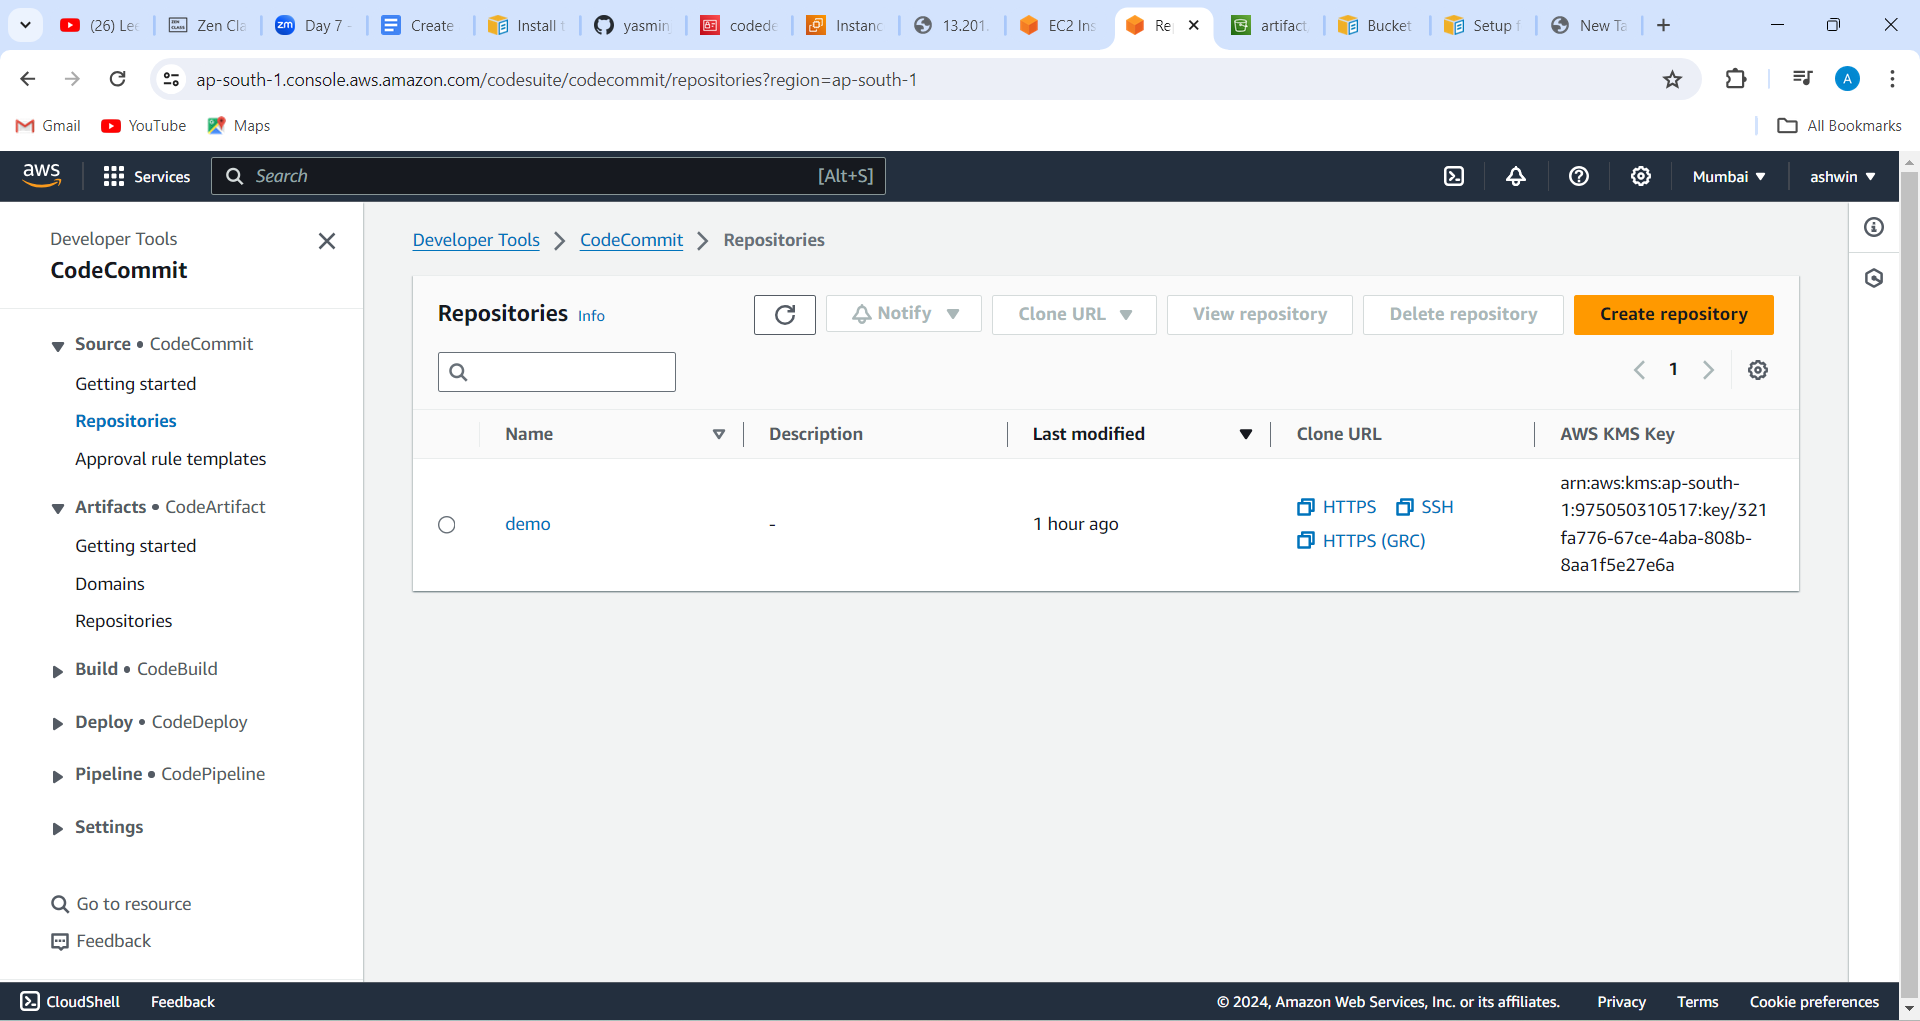 (26) Le
Zen Cla
zm
Day 7 -
Create
Install t
yasmin
codede
Instanc
13.201.
EC2 Ins
Re
artifact
Bucket
Setup f
New Ta
ap-south-1.console.aws.amazon.com/codesuite/codecommit/repositories?region=ap-south-1
A
Gmail
YouTube
Maps
All Bookmarks
aws
Services
Search
[Alt+S]
Mumbai
ashwin
Developer Tools
CodeCommit
Source • CodeCommit
Getting started
Repositories
Approval rule templates
Artifacts • CodeArtifact
Getting started
Domains
Repositories
Build • CodeBuild
Deploy • CodeDeploy
Pipeline • CodePipeline
Settings
Go to resource
Feedback
Developer Tools
CodeCommit
Repositories
Repositories Info
Notify
Clone URL
View repository
Delete repository
Create repository
1
Name
Description
Last modified
Clone URL
AWS KMS Key
demo
-
1 hour ago
HTTPS
SSH
HTTPS (GRC)
arn:aws:kms:ap-south-
1:975050310517:key/321
fa776-67ce-4aba-808b-
8aa1f5e27e6a
CloudShell
Feedback
© 2024, Amazon Web Services, Inc. or its affiliates.
Privacy
Terms
Cookie preferences